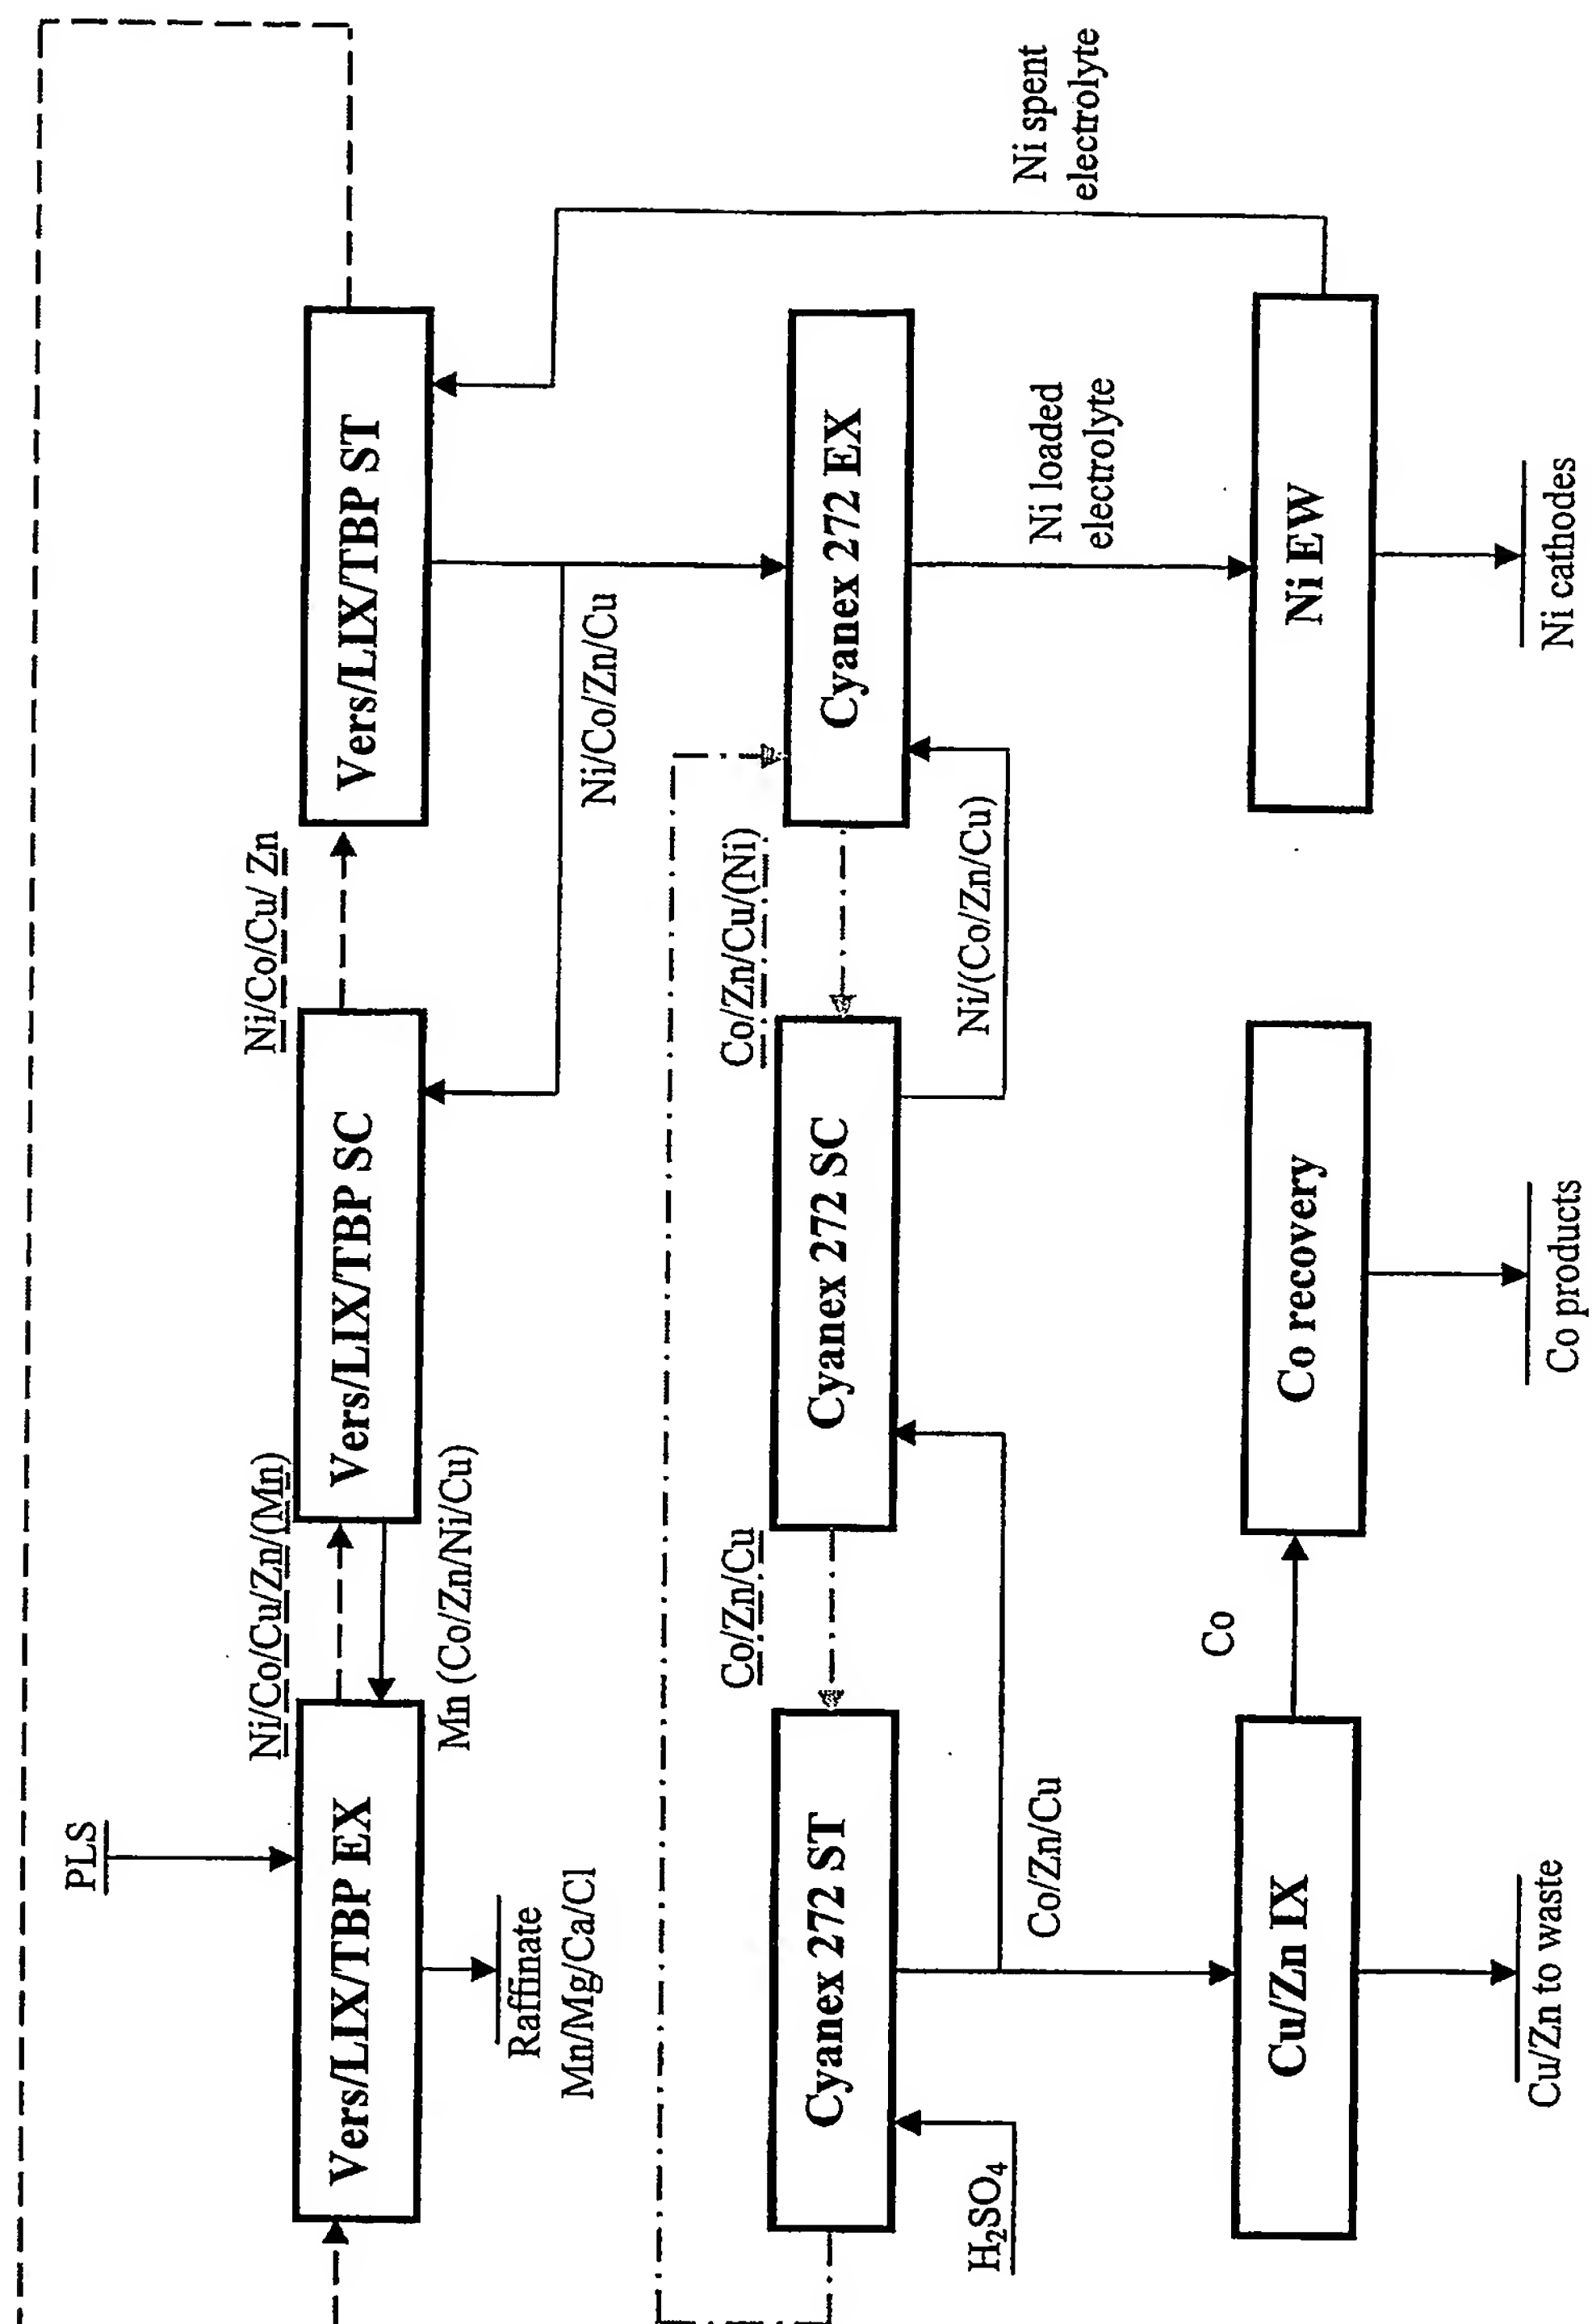 PLS
Ni/Co/Cu/Zn/(Mn)
Ni/Co/Cu/ Zn
Vers/LIX/TBP EX
Vers/LIX/TBP SC
Vers/LIX/TBP ST
Mn (Co/Zn/Ni/Cu)
Raffinate
Mn/Mg/Ca/Cl
Ni/Co/Zn/Cu
Co/Zn/Cu
Co/Zn/Cu/(Ni)
Cyanex 272 ST
Cyanex 272 SC
Cyanex 272 EX
H₂SO₄
Co/Zn/Cu
Ni/(Co/Zn/Cu)
Ni loaded
electrolyte
Ni spent
electrolyte
Co
Cu/Zn IX
Co recovery
Ni EW
Cu/Zn to waste
Co products
Ni cathodes